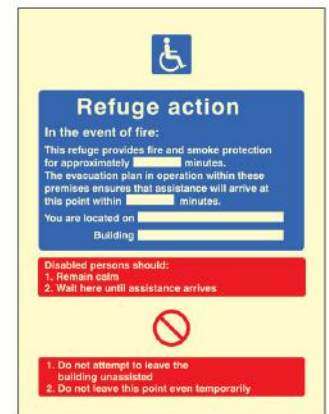 Refuge action
In the event of fire:
This refuge provides fire and smoke protection
for approximately minutes.
The evacuation plan in operation within these
premises ensures that assistance will arrive at
this point within minutes.
You are located on
Building
Disabled persons should:
1. Remain calm
2. Wait here until assistance arrives
1. Do not attempt to leave the
building unassisted
2. Do not leave this point even temporarily